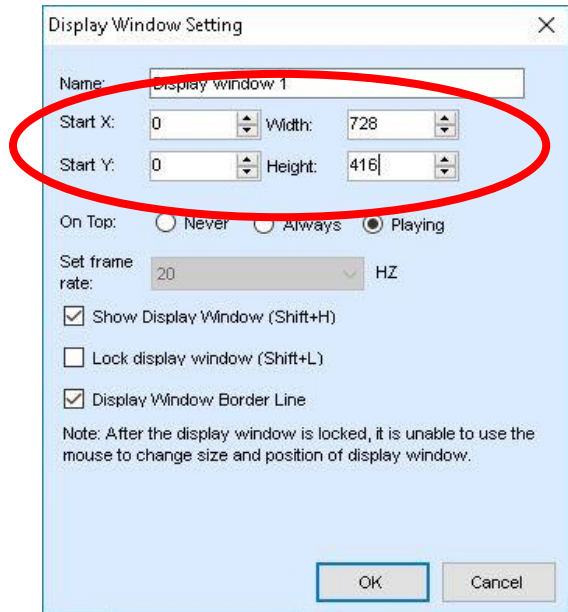 Display Window Setting
Name: Display window 1
Start X: 0 Width: 728
Start Y: 0 Height: 416
On Top: Never Always Playing
Set frame rate: 20 HZ
Show Display Window (Shift+H)
Lock display window (Shift+L)
Display Window Border Line
Note: After the display window is locked, it is unable to use the
mouse to change size and position of display window.
OK Cancel